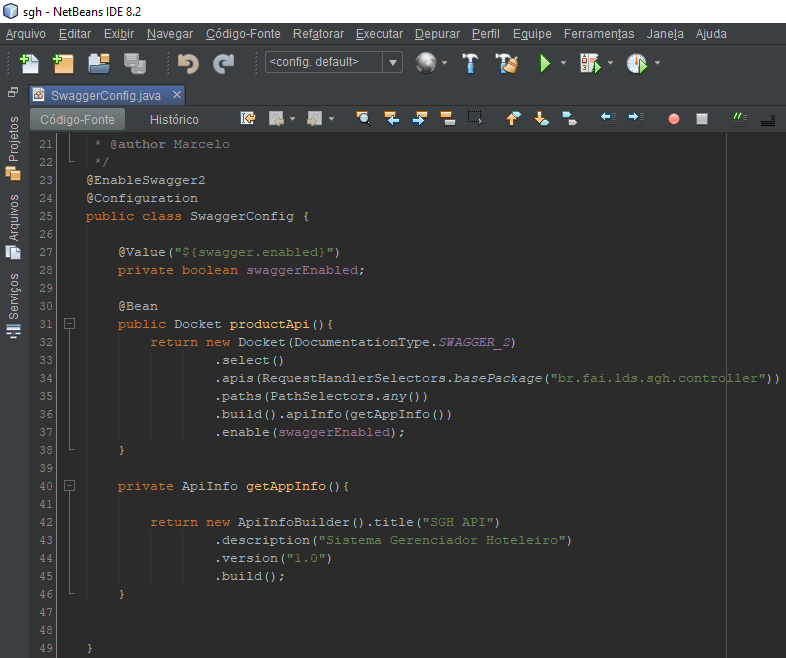 sgh - NetBeans IDE 8.2
Arquivo Editar Exibir Navegar Código-Fonte Refatorar Executar Depurar Perfil Equipe Ferramentas Janela Ajuda
<config. default>
SwaggerConfig.java
Código-Fonte Histórico
Projetos
Arquivos
Serviços
21 * @author Marcelo
22 */
23 @EnableSwagger2
24 @Configuration
25 public class SwaggerConfig {
26
27 @Value("${swagger.enabled}")
28 private boolean swaggerEnabled;
29
30 @Bean
31 public Docket productApi(){
32 return new Docket(DocumentationType.SWAGGER_2)
33 .select()
34 .apis(RequestHandlerSelectors.basePackage("br.fai.lds.sgh.controller"))
35 .paths(PathSelectors.any())
36 .build().apiInfo(getAppInfo())
37 .enable(swaggerEnabled);
38 }
39
40 private ApiInfo getAppInfo(){
41
42 return new ApiInfoBuilder().title("SGH API")
43 .description("Sistema Gerenciador Hoteleiro")
44 .version("1.0")
45 .build();
46 }
47
48
49 }